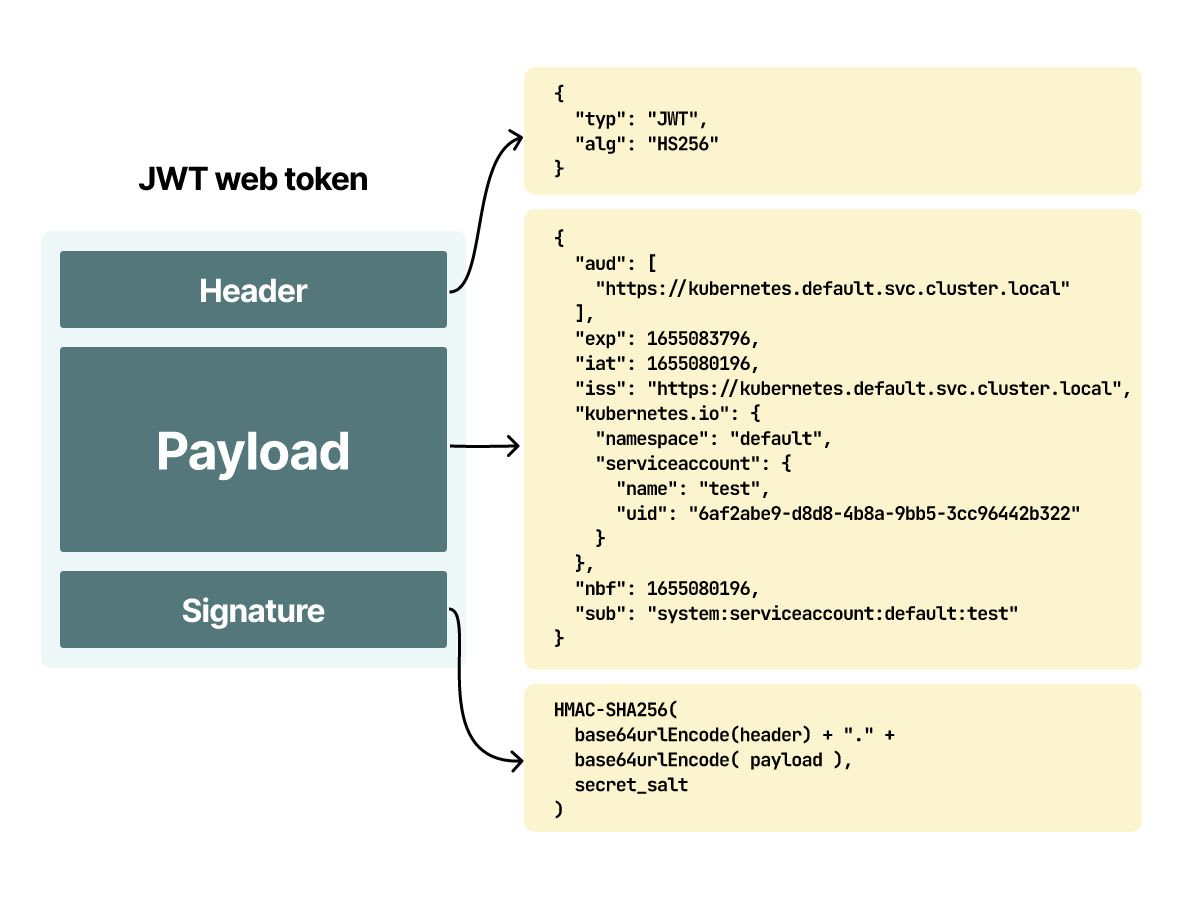 JWT web token
Header
Payload
Signature
{
  "typ": "JWT",
  "alg": "HS256"
}
{
  "aud": [
    "https://kubernetes.default.svc.cluster.local"
  ],
  "exp": 1655083796,
  "iat": 1655080196,
  "iss": "https://kubernetes.default.svc.cluster.local",
  "kubernetes.io": {
    "namespace": "default",
    "serviceaccount": {
      "name": "test",
      "uid": "6af2abe9-d8d8-4b8a-9bb5-3cc96442b322"
    }
  },
  "nbf": 1655080196,
  "sub": "system:serviceaccount:default:test"
}
HMAC-SHA256(
  base64urlEncode(header) + "." +
  base64urlEncode( payload ),
  secret_salt
)